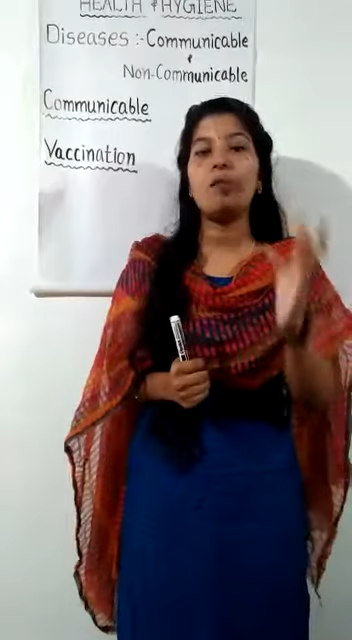 HEALTH & HYGIENE
Diseases :- Communicable
&
Non-Communicable
Communicable
Vaccination